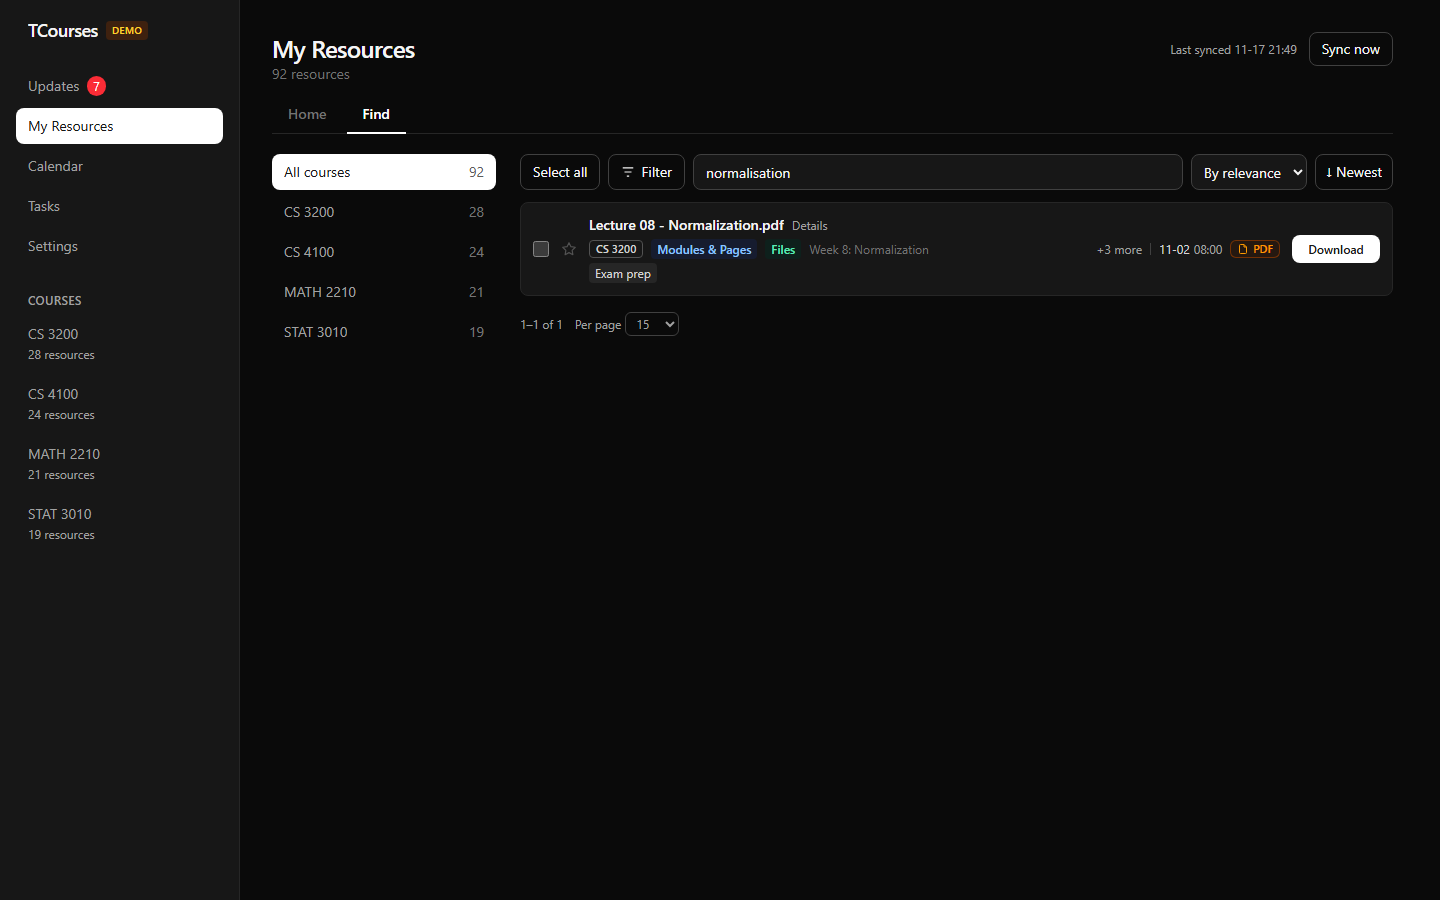 TCourses DEMO
Updates 7
My Resources
Calendar
Tasks
Settings
COURSES
CS 3200
28 resources
CS 4100
24 resources
MATH 2210
21 resources
STAT 3010
19 resources
My Resources
92 resources
Last synced 11-17 21:49 Sync now
Home Find
All courses 92
CS 3200 28
CS 4100 24
MATH 2210 21
STAT 3010 19
Select all Filter normalisation By relevance ↓ Newest
Lecture 08 - Normalization.pdf Details
CS 3200 Modules & Pages Files Week 8: Normalization +3 more 11-02 08:00 PDF Download
Exam prep
1–1 of 1 Per page 15